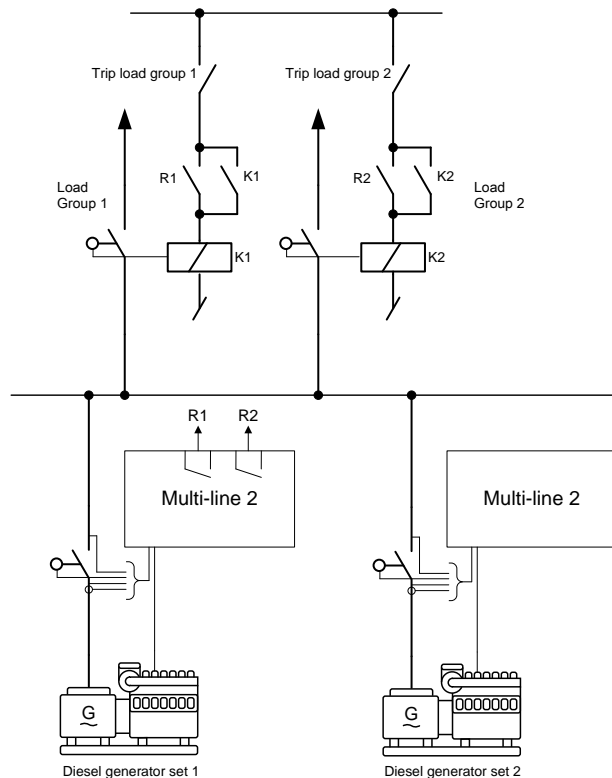 Trip load group 1
Trip load group 2
R1
K1
R2
K2
Load
Group 1
Load
Group 2
K1
K2
R1
R2
Multi-line 2
Multi-line 2
G
~
G
~
Diesel generator set 1
Diesel generator set 2